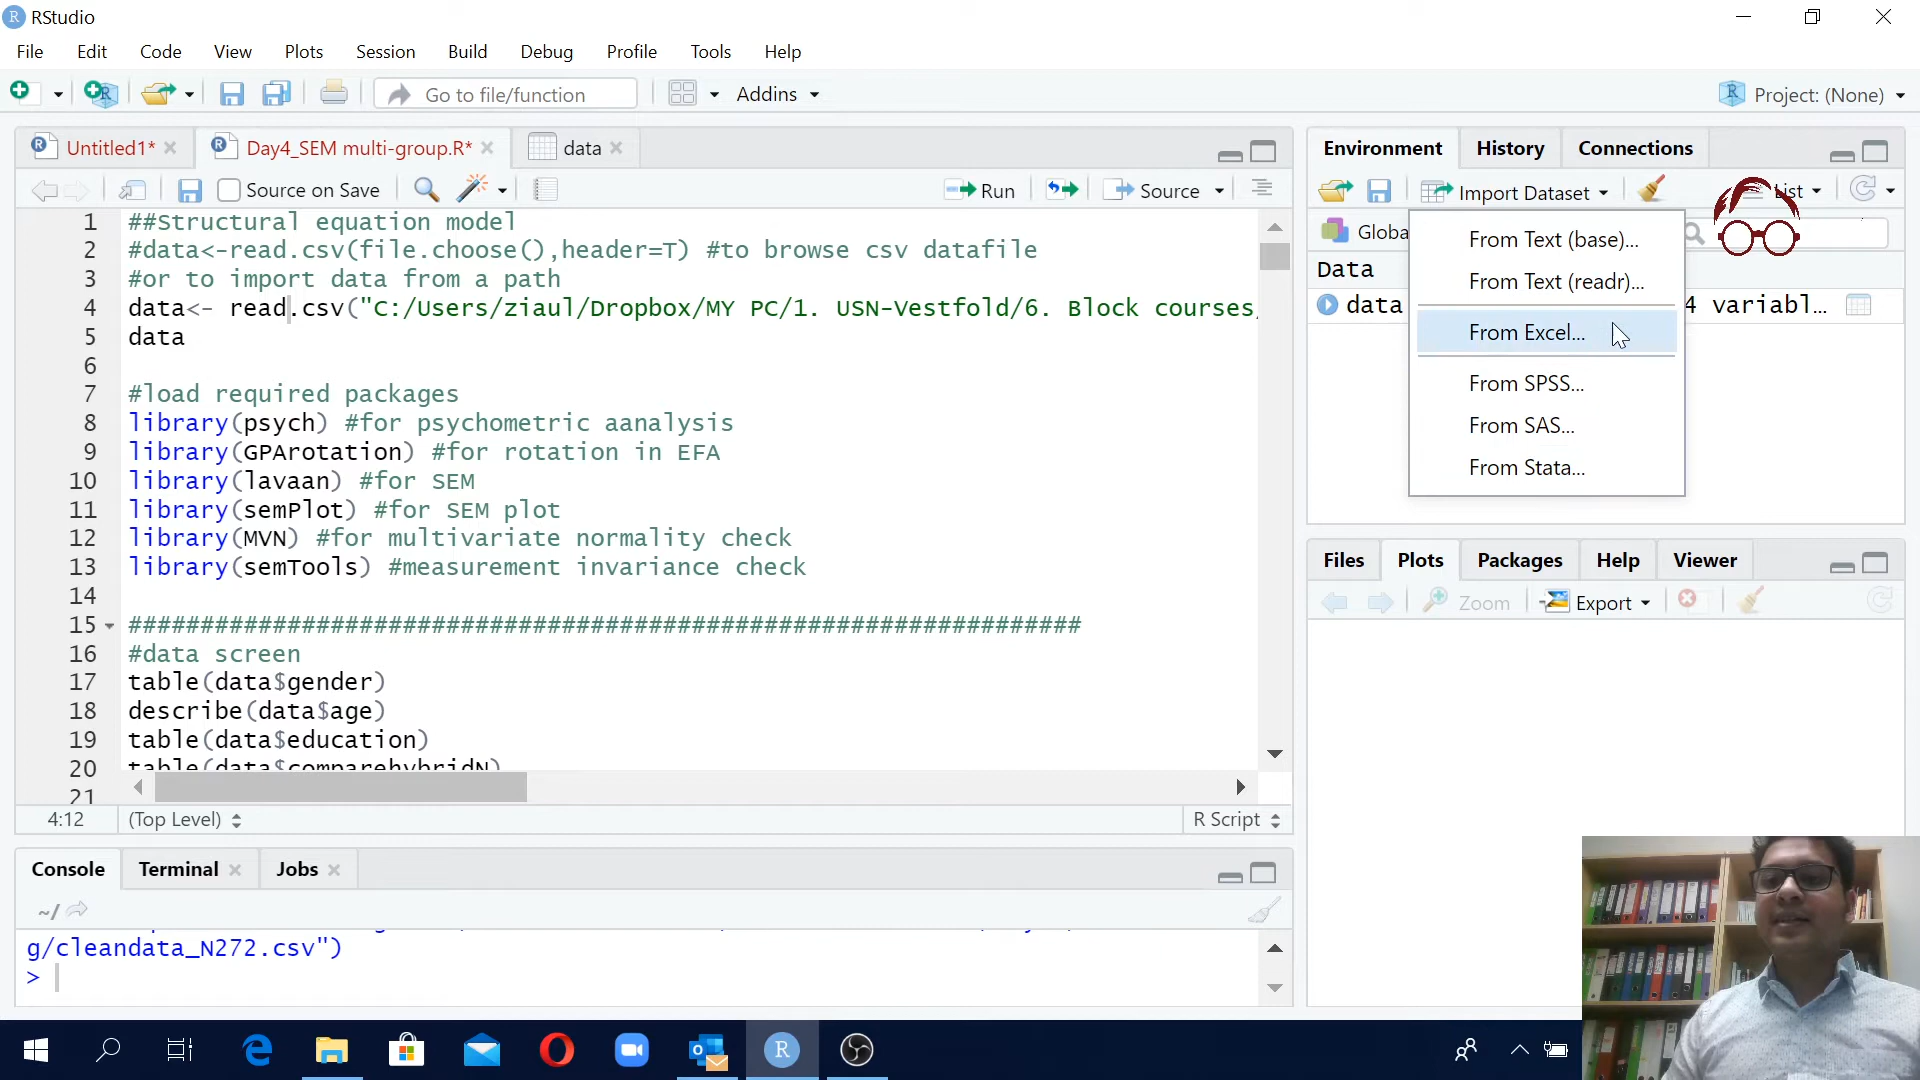 RStudio
File Edit Code View Plots Session Build Debug Profile Tools Help
Go to file/function Addins Project: (None)
Untitled1* Day4_SEM multi-group.R* data
Source on Save Run Source
1 ##Structural equation model
2 #data<-read.csv(file.choose(),header=T) #to browse csv datafile
3 #or to import data from a path
4 data<- read.csv("C:/Users/ziaul/Dropbox/MY PC/1. USN-Vestfold/6. Block courses,
5 data
6
7 #load required packages
8 library(psych) #for psychometric aanalysis
9 library(GPArotation) #for rotation in EFA
10 library(lavaan) #for SEM
11 library(semPlot) #for SEM plot
12 library(MVN) #for multivariate normality check
13 library(semTools) #measurement invariance check
14
15 ##################################################################
16 #data screen
17 table(data$gender)
18 describe(data$age)
19 table(data$education)
20 table(data$comparehybridN)
21
4:12 (Top Level) R Script
Console Terminal Jobs
~/
g/cleandata_N272.csv")
>
Environment History Connections
Import Dataset List
Globa
Data
data 4 variabl...
From Text (base)...
From Text (readr)...
From Excel...
From SPSS...
From SAS...
From Stata...
Files Plots Packages Help Viewer
Zoom Export